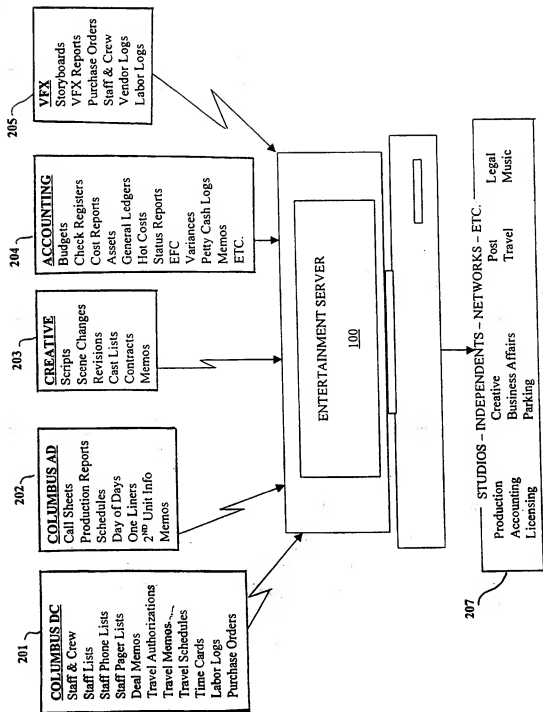 201
COLUMBUS DC
Staff & Crew
Staff Lists
Staff Phone Lists
Staff Pager Lists
Deal Memos
Travel Authorizations
Travel Memos
Travel Schedules
Time Cards
Labor Logs
Purchase Orders
202
COLUMBUS AD
Call Sheets
Production Reports
Schedules
Day of Days
One Liners
2ND Unit Info
Memos
203
CREATIVE
Scripts
Scene Changes
Revisions
Cast Lists
Contracts
Memos
204
ACCOUNTING
Budgets
Check Registers
Cost Reports
Assets
General Ledgers
Hot Costs
Status Reports
EFC
Variances
Petty Cash Logs
Memos
ETC.
205
VFX
Storyboards
VFX Reports
Purchase Orders
Staff & Crew
Vendor Logs
Labor Logs
ENTERTAINMENT SERVER
100
STUDIOS – INDEPENDENTS – NETWORKS – ETC.
Production Creative Post Legal
Accounting Business Affairs Travel Music
Licensing Parking
207